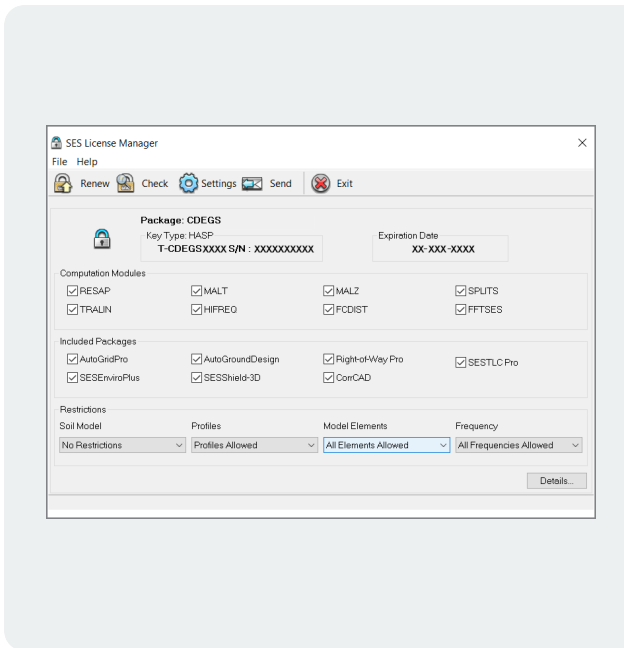 SES License Manager
File Help
Renew Check Settings Send Exit
Package: CDEGS
Key Type: HASP Expiration Date
T-CDEGSXXXX S/N : XXXXXXXXXX XX-XXX-XXXX
Computation Modules
RESAP MALT MALZ SPLITS
TRALIN HIFREQ FCDIST FFTSES
Included Packages
AutoGridPro AutoGroundDesign Right-of-Way Pro SESTLC Pro
SESEnviroPlus SESShield-3D CorrCAD
Restrictions
Soil Model Profiles Model Elements Frequency
No Restrictions Profiles Allowed All Elements Allowed All Frequencies Allowed
Details...